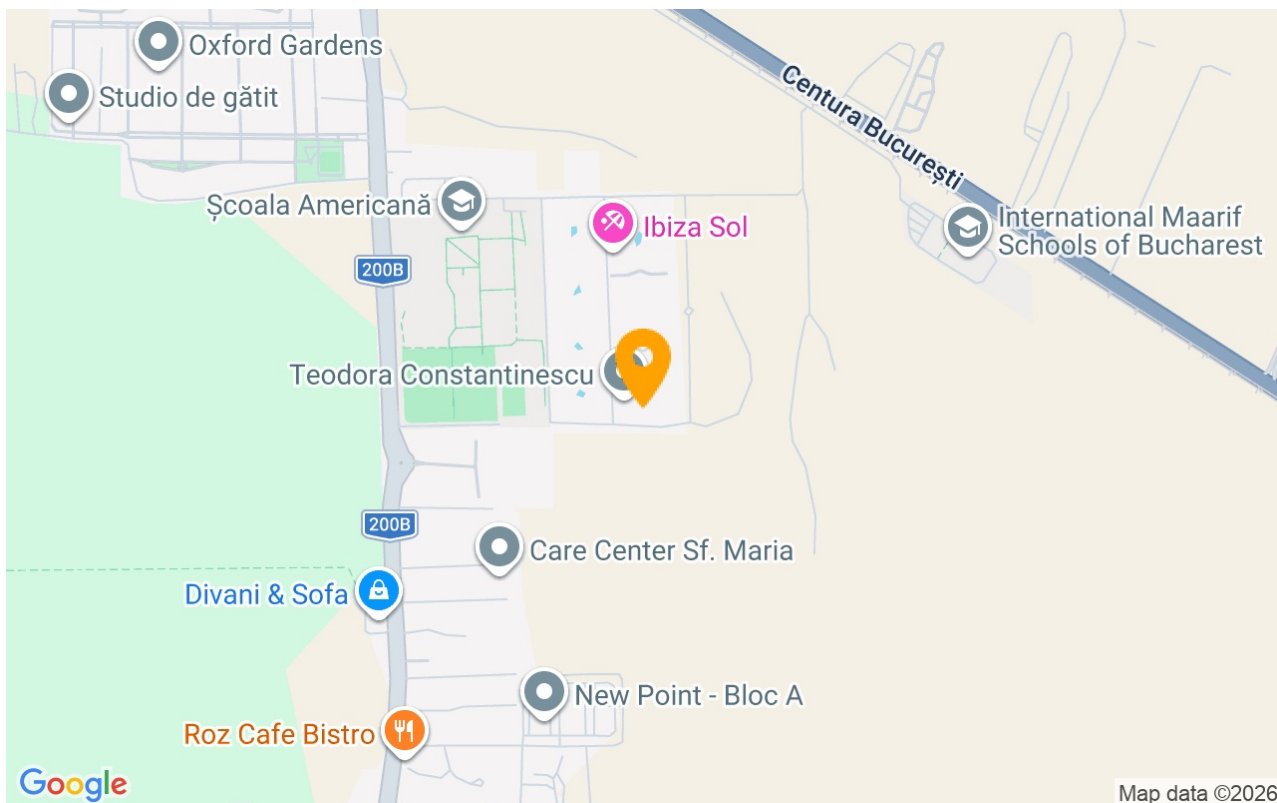 Oxford Gardens
Studio de gătit
Centura București
Școala Americană
Ibiza Sol
International Maarif
Schools of Bucharest
200B
Teodora Constantinescu
200B
Care Center Sf. Maria
Divani & Sofa
New Point - Bloc A
Roz Cafe Bistro
Google
Map data ©2026